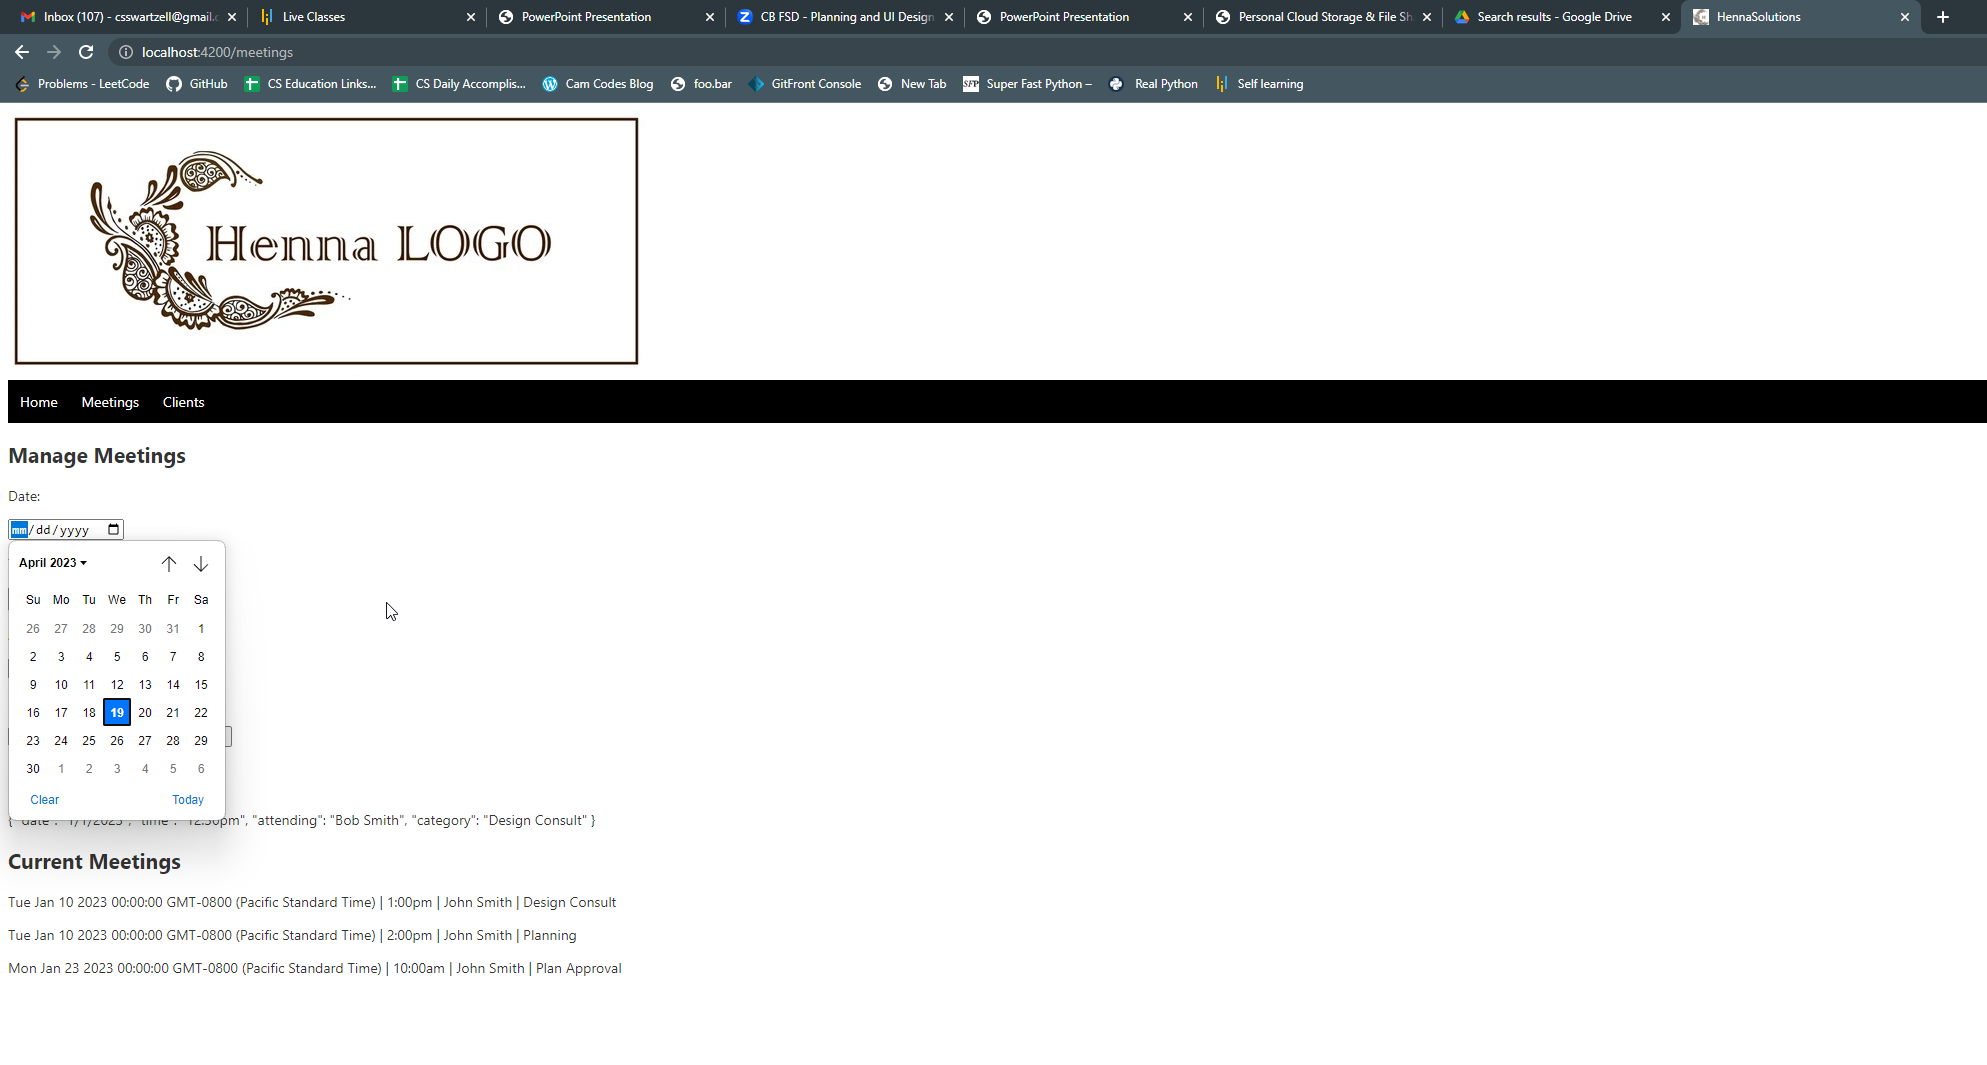 Inbox (107) - csswartzell@gmail.c
Live Classes
PowerPoint Presentation
CB FSD - Planning and UI Design
PowerPoint Presentation
Personal Cloud Storage & File Sh
Search results - Google Drive
HennaSolutions
localhost:4200/meetings
Problems - LeetCode
GitHub
CS Education Links...
CS Daily Accomplis...
Cam Codes Blog
foo.bar
GitFront Console
New Tab
SFP Super Fast Python –
Real Python
Self learning
Henna LOGO
Home Meetings Clients
Manage Meetings
Date:
mm/dd/yyyy
April 2023
Su Mo Tu We Th Fr Sa
26 27 28 29 30 31 1
2 3 4 5 6 7 8
9 10 11 12 13 14 15
16 17 18 19 20 21 22
23 24 25 26 27 28 29
30 1 2 3 4 5 6
Clear Today
{ "date": "1/1/2023", "time": "12:30pm", "attending": "Bob Smith", "category": "Design Consult" }
Current Meetings
Tue Jan 10 2023 00:00:00 GMT-0800 (Pacific Standard Time) | 1:00pm | John Smith | Design Consult
Tue Jan 10 2023 00:00:00 GMT-0800 (Pacific Standard Time) | 2:00pm | John Smith | Planning
Mon Jan 23 2023 00:00:00 GMT-0800 (Pacific Standard Time) | 10:00am | John Smith | Plan Approval